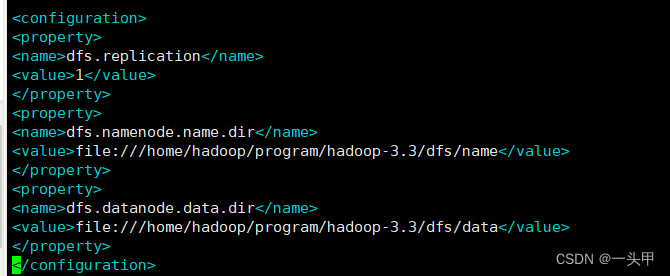 <configuration>
<property>
<name>dfs.replication</name>
<value>1</value>
</property>
<property>
<name>dfs.namenode.name.dir</name>
<value>file:///home/hadoop/program/hadoop-3.3/dfs/name</value>
</property>
<property>
<name>dfs.datanode.data.dir</name>
<value>file:///home/hadoop/program/hadoop-3.3/dfs/data</value>
</property>
</configuration>
CSDN @一头甲